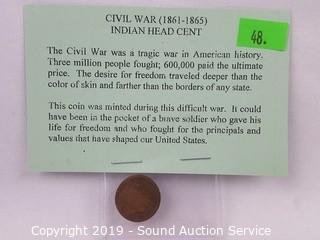 CIVIL WAR (1861-1865)
INDIAN HEAD CENT
48.
The Civil War was a tragic war in American history.
Three million people fought; 600,000 paid the ultimate
price. The desire for freedom traveled deeper than the
color of skin and farther than the borders of any state.
This coin was minted during this difficult war. It could
have been in the pocket of a brave soldier who gave his
life for freedom and who fought for the principals and
values that have shaped our United States.
Copyright 2019 - Sound Auction Service